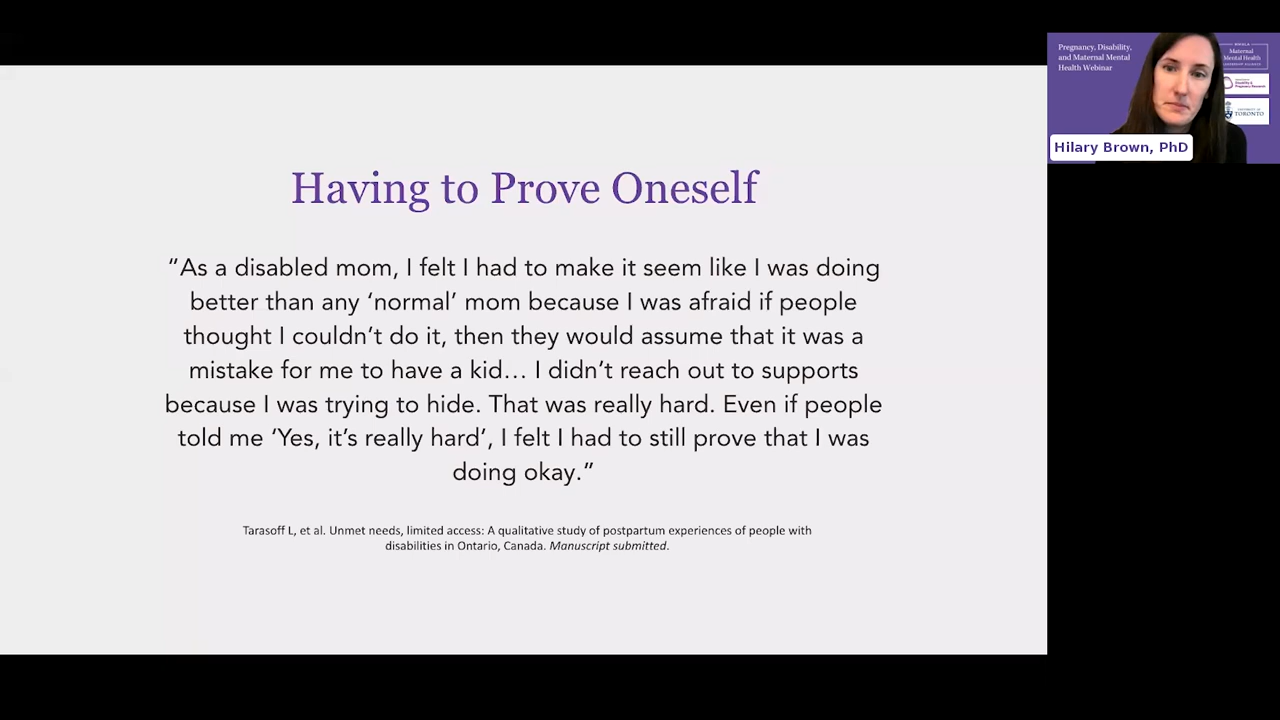 Having to Prove Oneself
“As a disabled mom, I felt I had to make it seem like I was doing
better than any ‘normal’ mom because I was afraid if people
thought I couldn’t do it, then they would assume that it was a
mistake for me to have a kid… I didn’t reach out to supports
because I was trying to hide. That was really hard. Even if people
told me ‘Yes, it’s really hard’, I felt I had to still prove that I was
doing okay.”
Tarasoff L, et al. Unmet needs, limited access: A qualitative study of postpartum experiences of people with
disabilities in Ontario, Canada. Manuscript submitted.
Pregnancy, Disability,
and Maternal Mental
Health Webinar
Maternal
Mental Health
Disability &
Pregnancy Research
UNIVERSITY OF
TORONTO
Hilary Brown, PhD